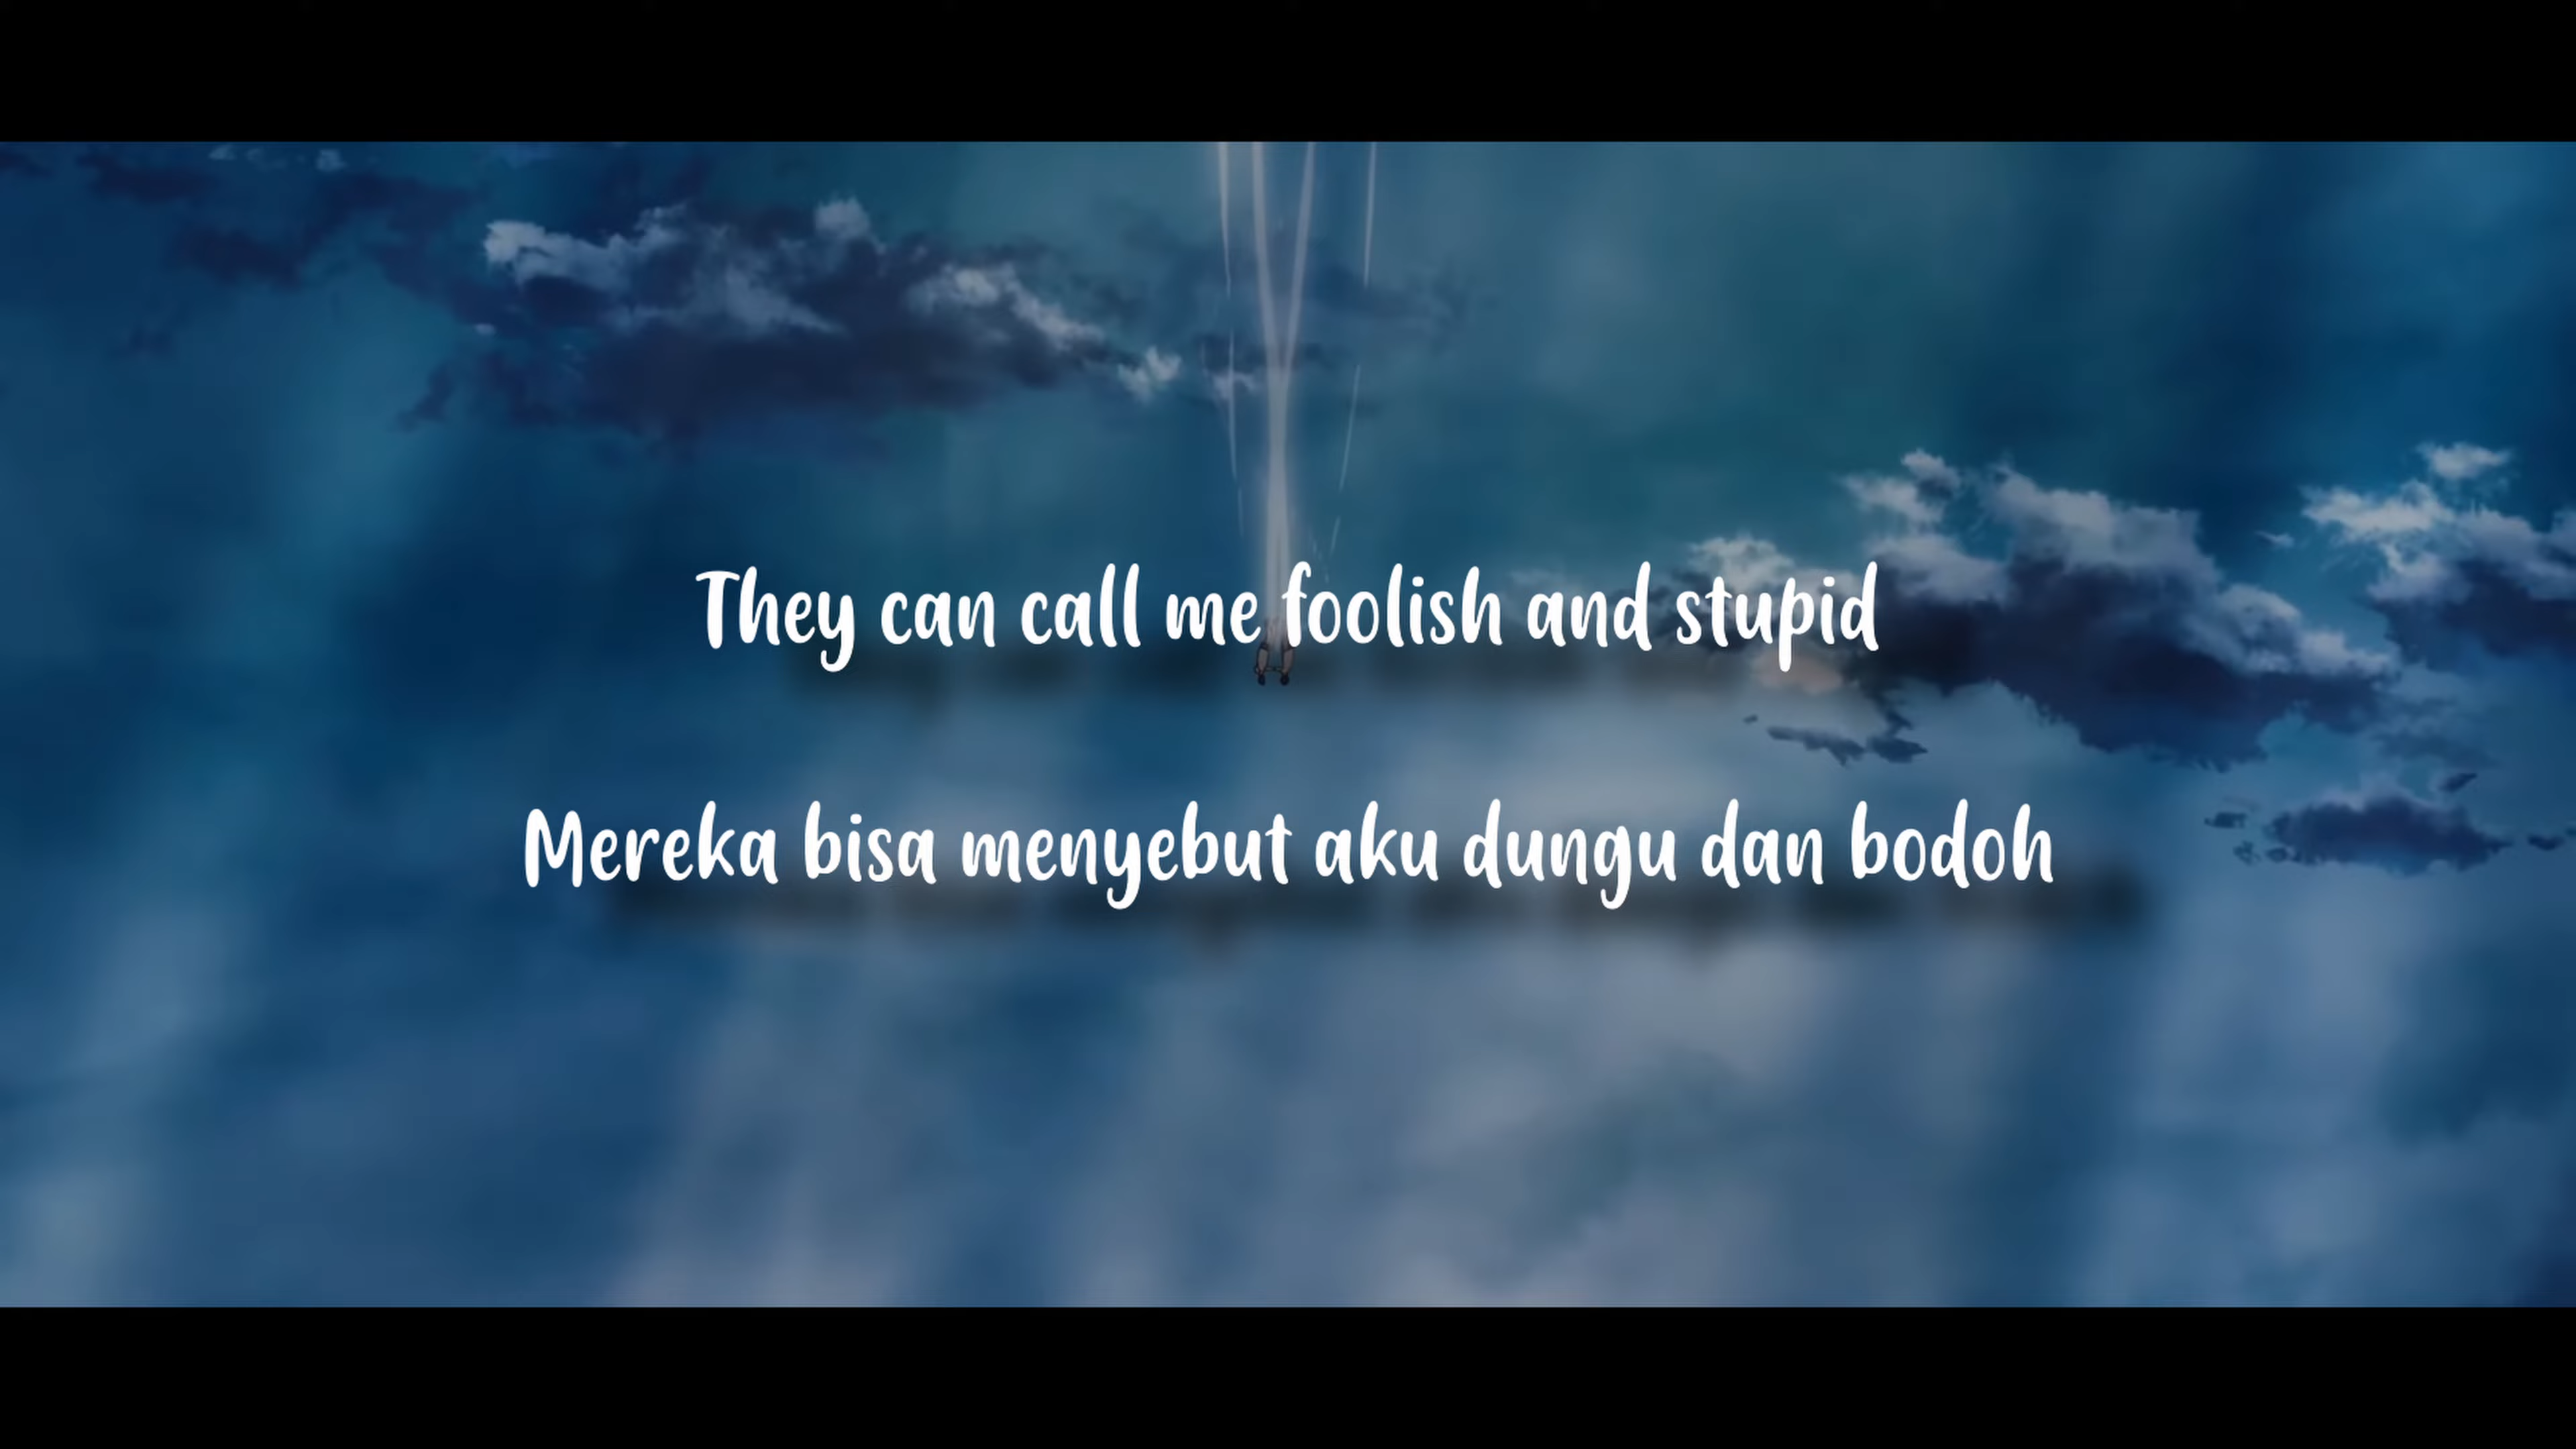 They can call me foolish and stupid
Mereka bisa menyebut aku dungu dan bodoh